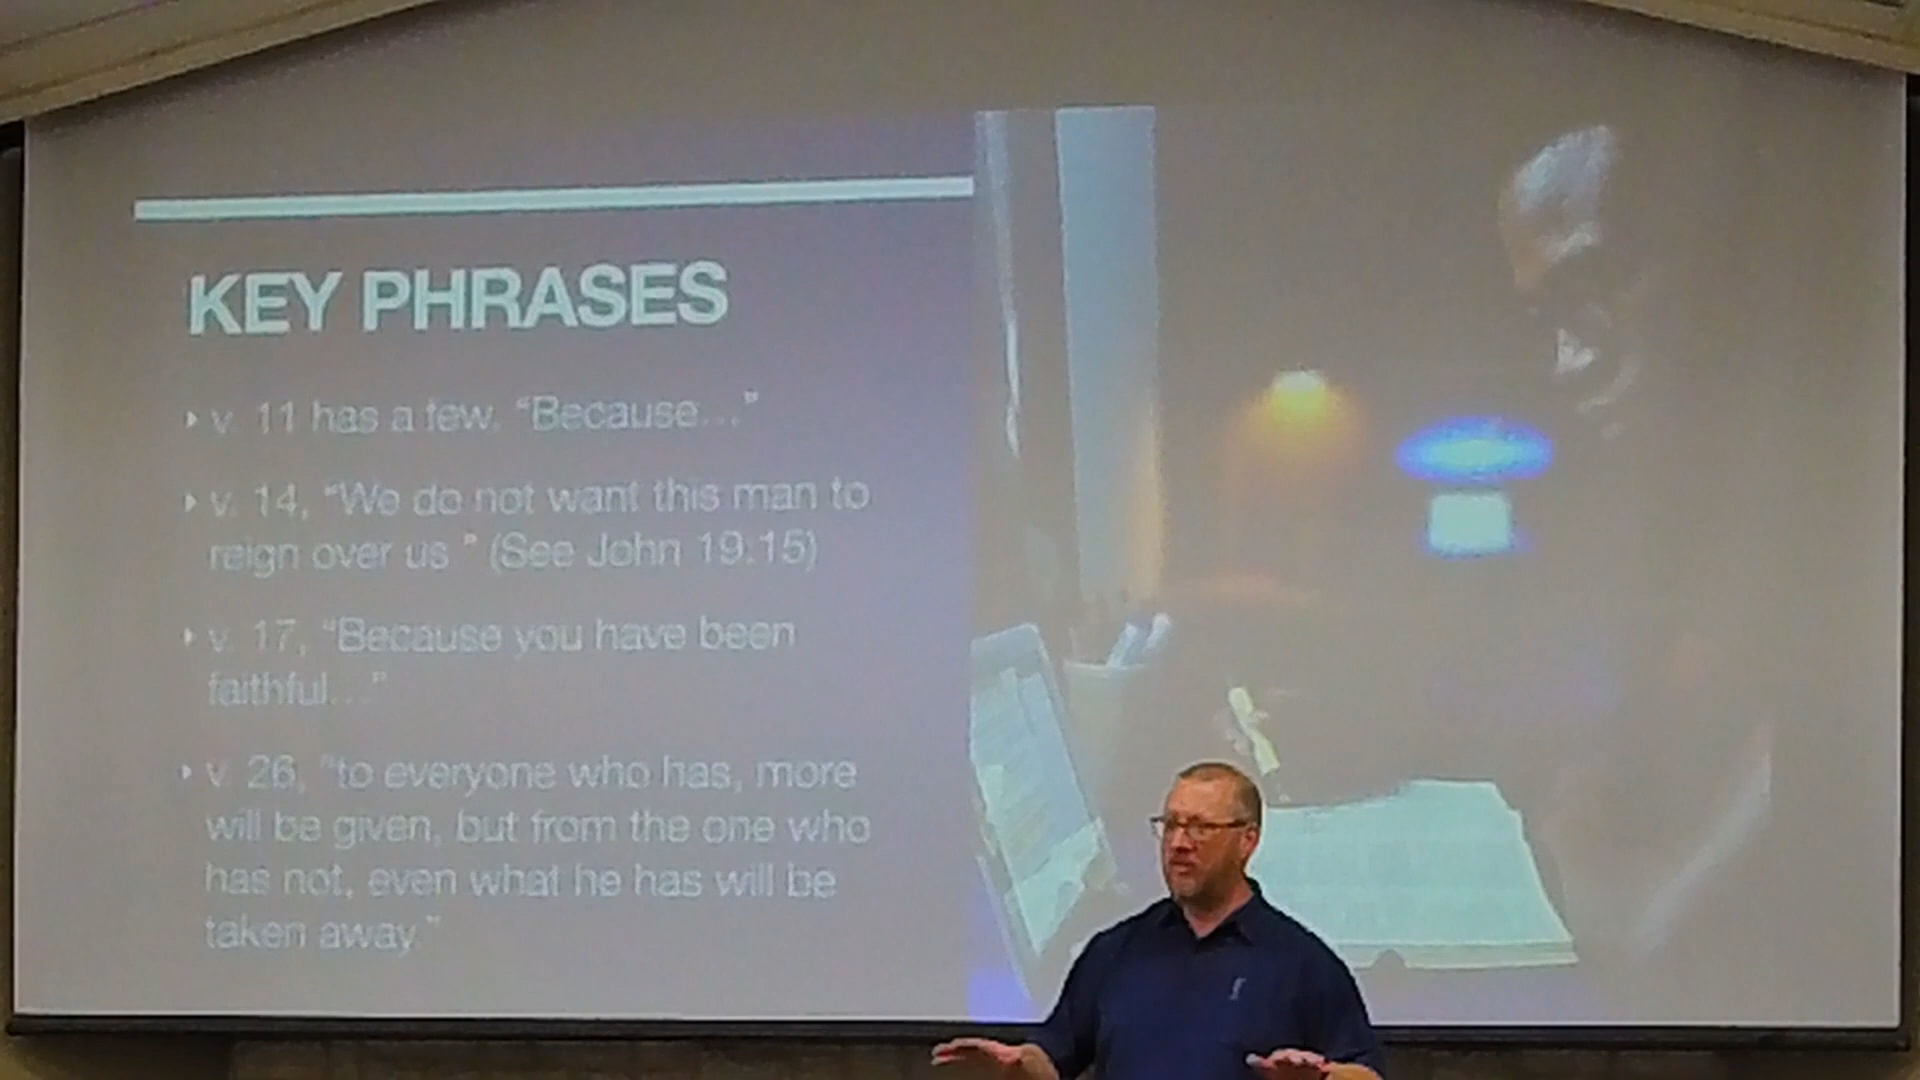 KEY PHRASES
v. 11 has a few. “Because...”
v. 14, “We do not want this man to
reign over us ” (See John 19.15)
v. 17, “Because you have been
faithful...”
v. 26, “to everyone who has, more
will be given, but from the one who
has not, even what he has will be
taken away.”